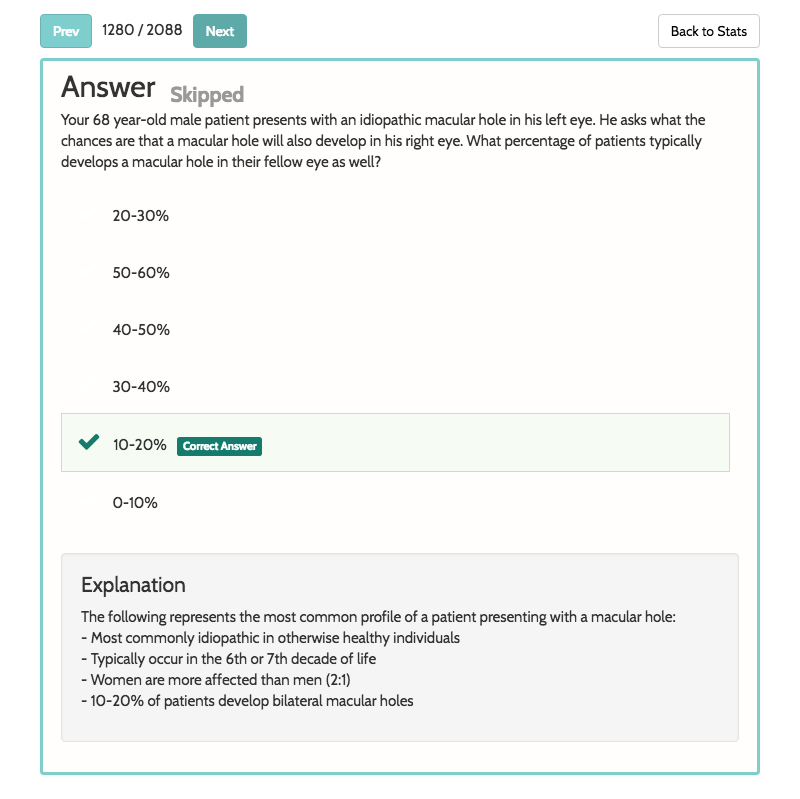 Prev 1280 / 2088 Next Back to Stats
Answer Skipped
Your 68 year-old male patient presents with an idiopathic macular hole in his left eye. He asks what the
chances are that a macular hole will also develop in his right eye. What percentage of patients typically
develops a macular hole in their fellow eye as well?
20-30%
50-60%
40-50%
30-40%
10-20% Correct Answer
0-10%
Explanation
The following represents the most common profile of a patient presenting with a macular hole:
- Most commonly idiopathic in otherwise healthy individuals
- Typically occur in the 6th or 7th decade of life
- Women are more affected than men (2:1)
- 10-20% of patients develop bilateral macular holes